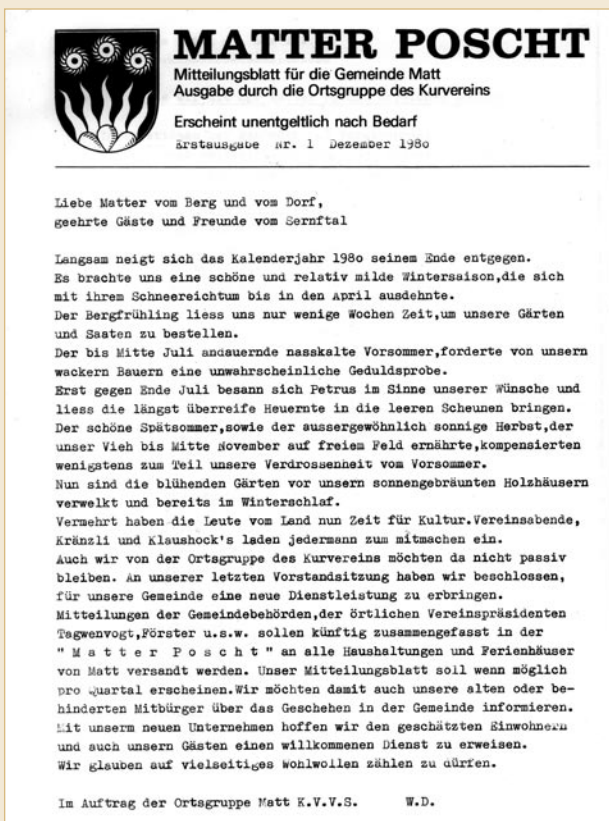 MATTER POSCHT
Mitteilungsblatt für die Gemeinde Matt
Ausgabe durch die Ortsgruppe des Kurvereins
Erscheint unentgeltlich nach Bedarf
Erstausgabe Nr. 1 Dezember 198o
Liebe Matter vom Berg und vom Dorf,
geehrte Gäste und Freunde vom Sernftal
Langsam neigt sich das Kalenderjahr 198o seinem Ende entgegen.
Es brachte uns eine schöne und relativ milde Wintersaison,die sich
mit ihrem Schneereichtum bis in den April ausdehnte.
Der Bergfrühling liess uns nur wenige Wochen Zeit,um unsere Gärten
und Saaten zu bestellen.
Der bis Mitte Juli andauernde nasskalte Vorsommer,forderte von unsern
wackern Bauern eine unwahrscheinliche Geduldsprobe.
Erst gegen Ende Juli besann sich Petrus im Sinne unserer Wünsche und
liess die längst überreife Heuernte in die leeren Scheunen bringen.
Der schöne Spätsommer,sowie der aussergewöhnlich sonnige Herbst,der
unser Vieh bis Mitte November auf freiem Feld ernährte,kompensierten
wenigstens zum Teil unsere Verdrossenheit vom Vorsommer.
Nun sind die blühenden Gärten vor unsern sonnengebräunten Holzhäusern
verwelkt und bereits im Winterschlaf.
Vermehrt haben die Leute vom Land nun Zeit für Kultur.Vereinsabende,
Kränzli und Klaushock's laden jedermann zum mitmachen ein.
Auch wir von der Ortsgruppe des Kurvereins möchten da nicht passiv
bleiben. An unserer letzten Vorstandsitzung haben wir beschlossen,
für unsere Gemeinde eine neue Dienstleistung zu erbringen.
Mitteilungen der Gemeindebehörden,der örtlichen Vereinspräsidenten
Tagwenvogt,Förster u.s.w. sollen künftig zusammengefasst in der
" M a t t e r  P o s c h t " an alle Haushaltungen und Ferienhäuser
von Matt versandt werden. Unser Mitteilungsblatt soll wenn möglich
pro Quartal erscheinen.Wir möchten damit auch unsere alten oder be-
hinderten Mitbürger über das Geschehen in der Gemeinde informieren.
Mit unserm neuen Unternehmen hoffen wir den geschätzten Einwohnern
und auch unsern Gästen einen willkommenen Dienst zu erweisen.
Wir glauben auf vielseitiges Wohlwollen zählen zu dürfen.
Im Auftrag der Ortsgruppe Matt K.V.V.S. W.D.